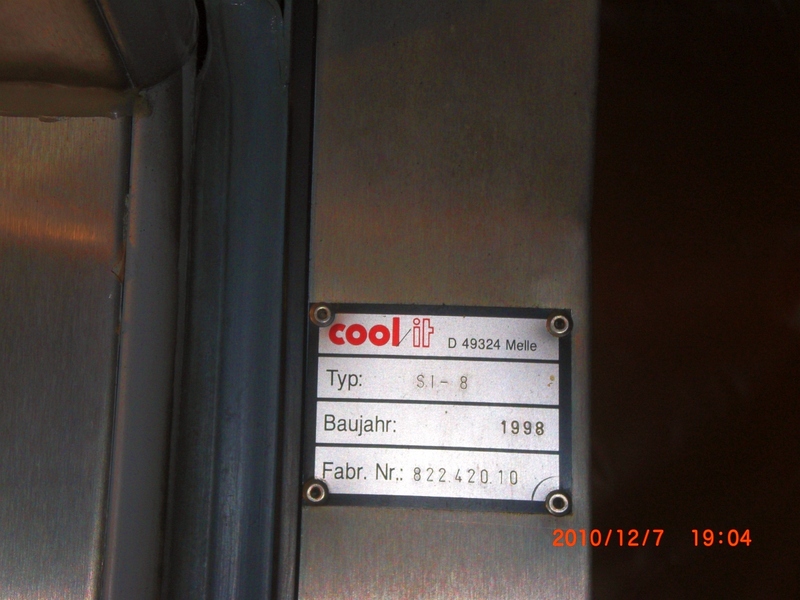 cool/it D 49324 Melle
Typ: S.I- 8
Baujahr: 1998
Fabr. Nr.: 822.420.10
2010/12/7 19:04